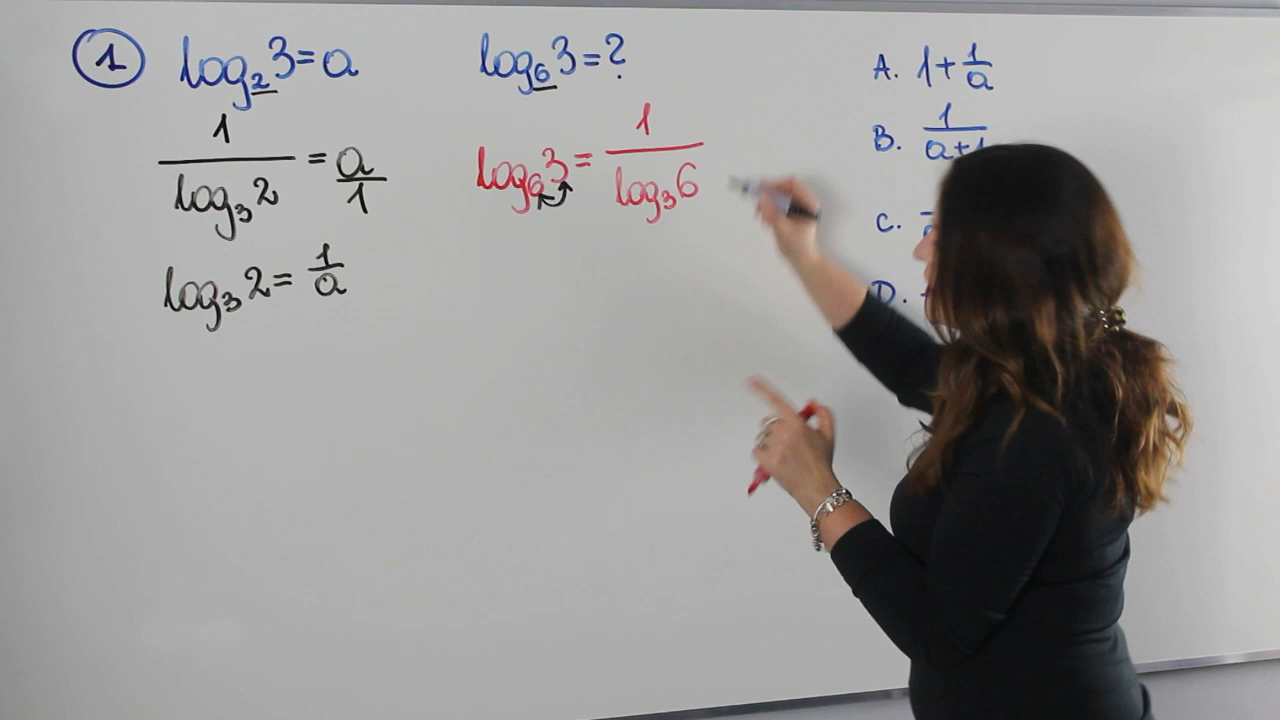 1 log₂3=a
1/log₃2 = a/1
log₃2 = 1/a
log₆3=?
log₆3 = 1/log₃6
A. 1+1/a
B. 1/a+1
C.
D.